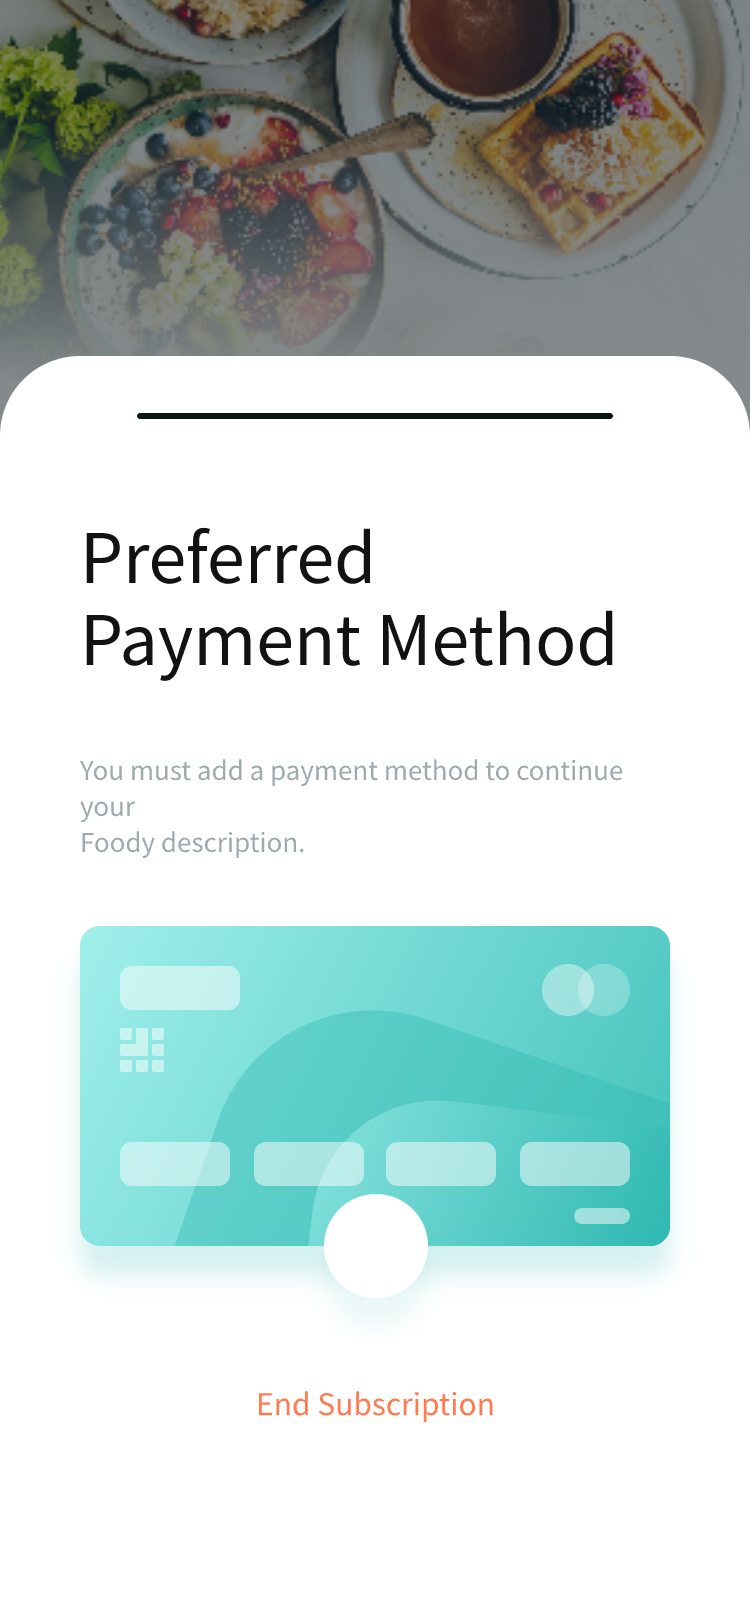 Preferred
Payment Method
You must add a payment method to continue
your
Foody description.
End Subscription